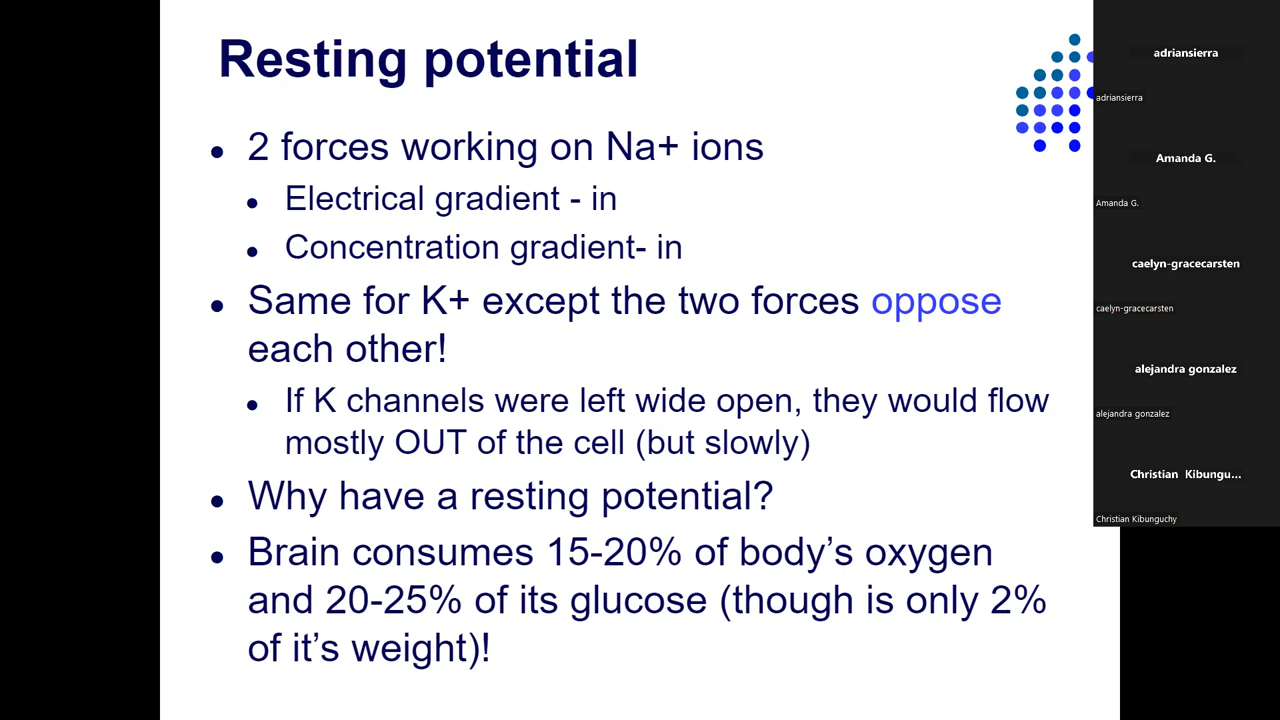 Resting potential
• 2 forces working on Na+ ions
• Electrical gradient - in
• Concentration gradient- in
• Same for K+ except the two forces oppose
each other!
• If K channels were left wide open, they would flow
mostly OUT of the cell (but slowly)
• Why have a resting potential?
• Brain consumes 15-20% of body’s oxygen
and 20-25% of its glucose (though is only 2%
of it’s weight)!
adriansierra
adriansierra
Amanda G.
Amanda G.
caelyn-gracecarsten
caelyn-gracecarsten
alejandra gonzalez
alejandra gonzalez
Christian Kibungu...
Christian Kibunguchy